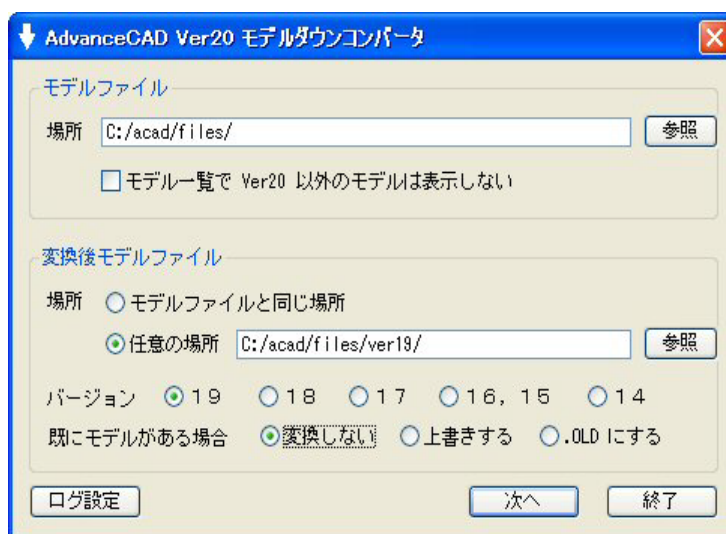 AdvanceCAD Ver20 モデルダウンコンバータ
モデルファイル
場所 C:/acad/files/ 参照
モデル一覧で Ver20 以外のモデルは表示しない
変換後モデルファイル
場所 モデルファイルと同じ場所
任意の場所 C:/acad/files/ver19/ 参照
バージョン 19 18 17 16，15 14
既にモデルがある場合 変換しない 上書きする .OLD にする
ログ設定 次へ 終了